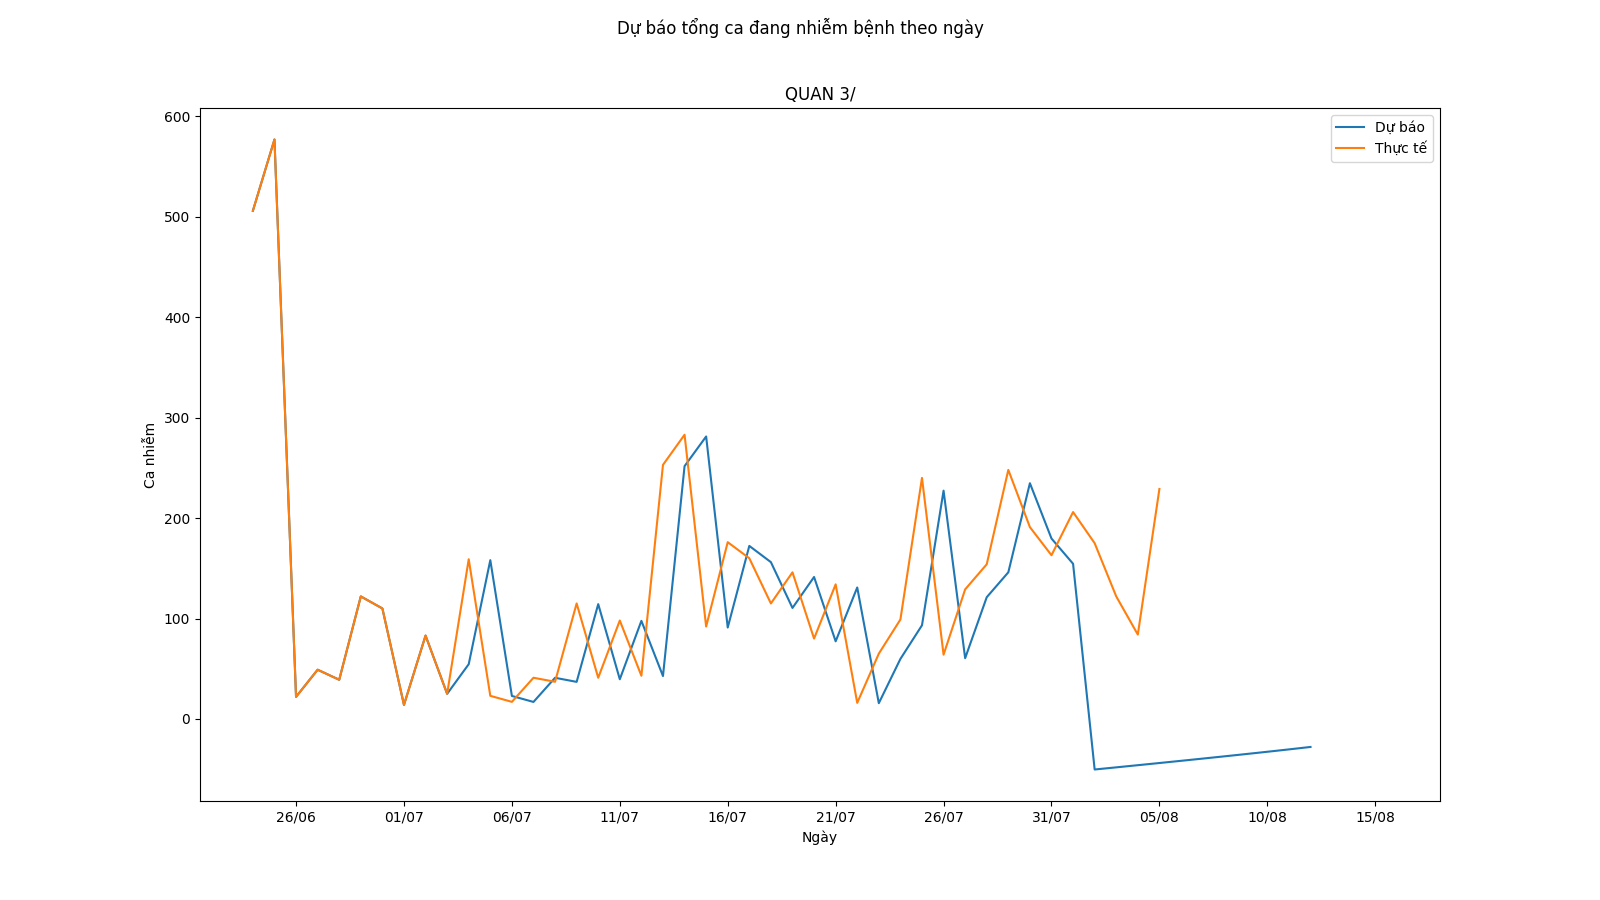 Dự báo tổng ca đang nhiễm bệnh theo ngày
QUAN 3/
Dự báo
Thực tế
Ca nhiễm
600
500
400
300
200
100
0
26/06 01/07 06/07 11/07 16/07 21/07 26/07 31/07 05/08 10/08 15/08
Ngày